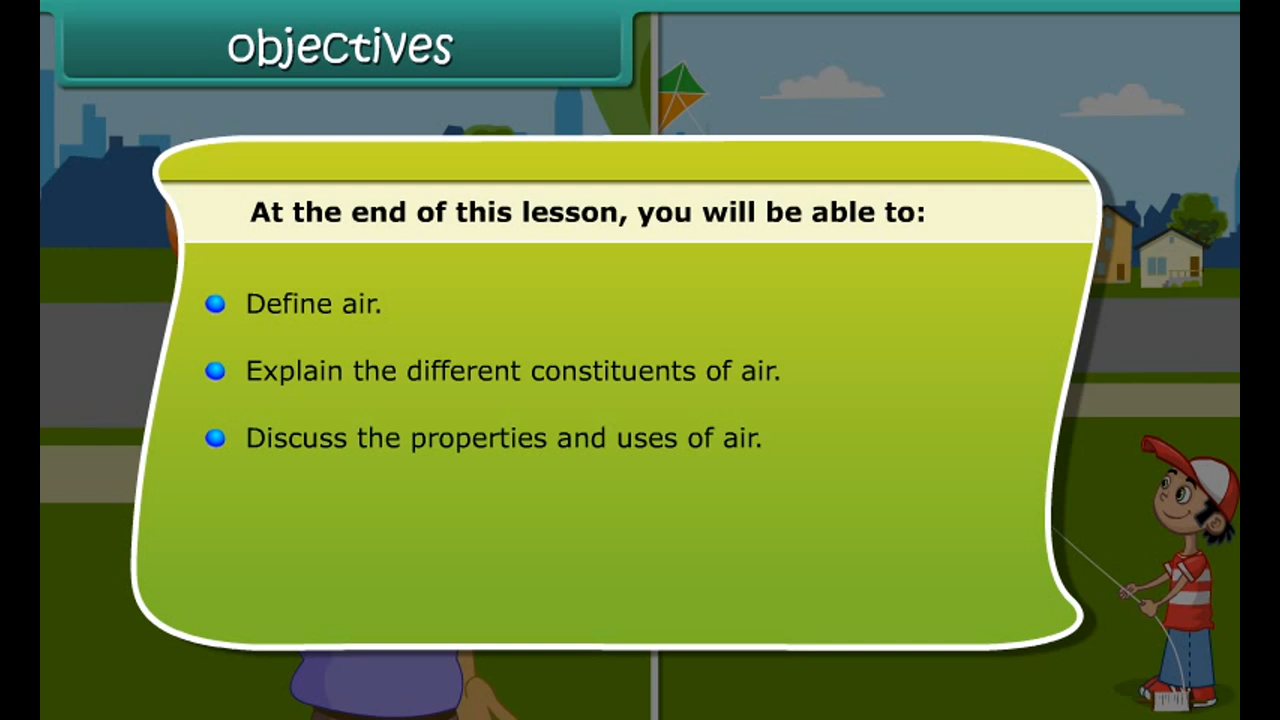 objectives
At the end of this lesson, you will be able to:
Define air.
Explain the different constituents of air.
Discuss the properties and uses of air.